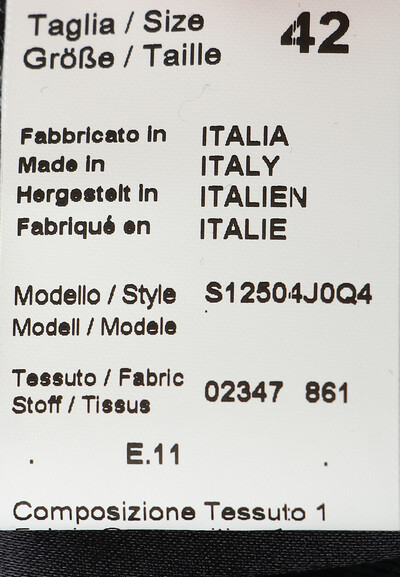 Taglia / Size 42
Größe / Taille
Fabbricato in ITALIA
Made in ITALY
Hergestelt in ITALIEN
Fabriqué en ITALIE
Modello / Style S12504J0Q4
Modell / Modele
Tessuto / Fabric 02347 861
Stoff / Tissus
. E.11 .
Composizione Tessuto 1